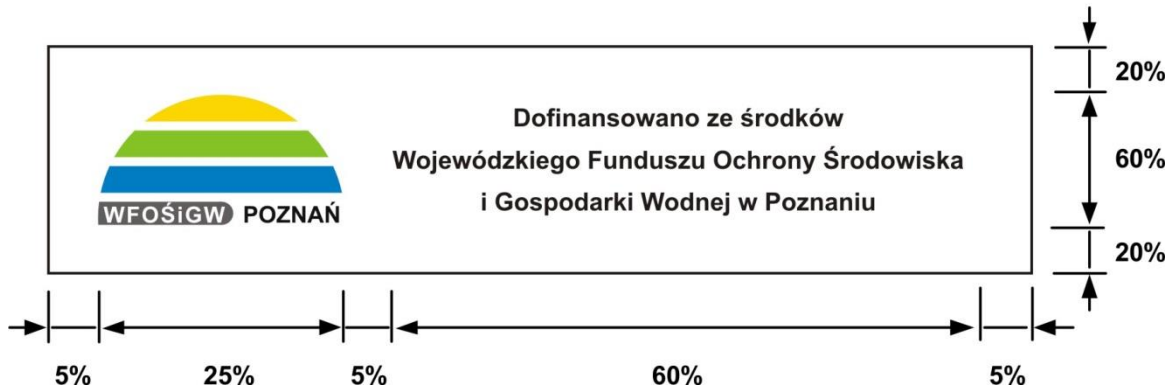 Dofinansowano ze środków
Wojewódzkiego Funduszu Ochrony Środowiska
i Gospodarki Wodnej w Poznaniu
WFOŚiGW POZNAŃ
20%
60%
20%
5% 25% 5% 60% 5%